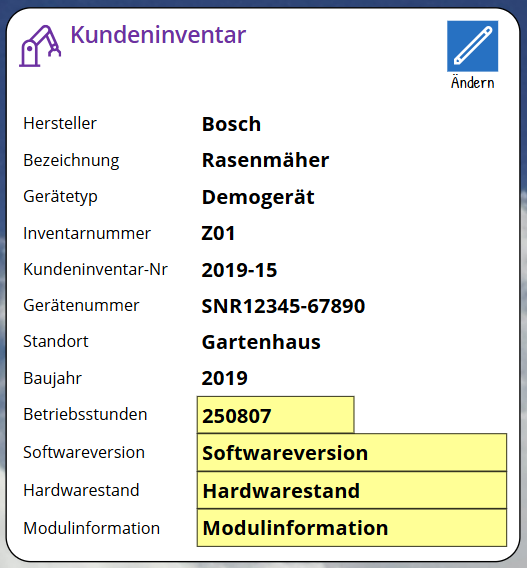 Kundeninventar
Ändern
Hersteller Bosch
Bezeichnung Rasenmäher
Gerätetyp Demogerät
Inventarnummer Z01
Kundeninventar-Nr 2019-15
Gerätenummer SNR12345-67890
Standort Gartenhaus
Baujahr 2019
Betriebsstunden 250807
Softwareversion Softwareversion
Hardwarestand Hardwarestand
Modulinformation Modulinformation